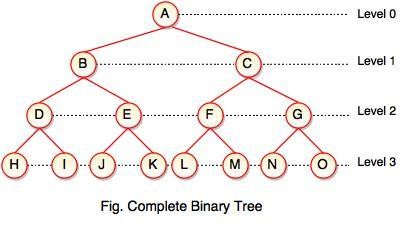 A Level 0
B C Level 1
D E F G Level 2
H I J K L M N O Level 3
Fig. Complete Binary Tree